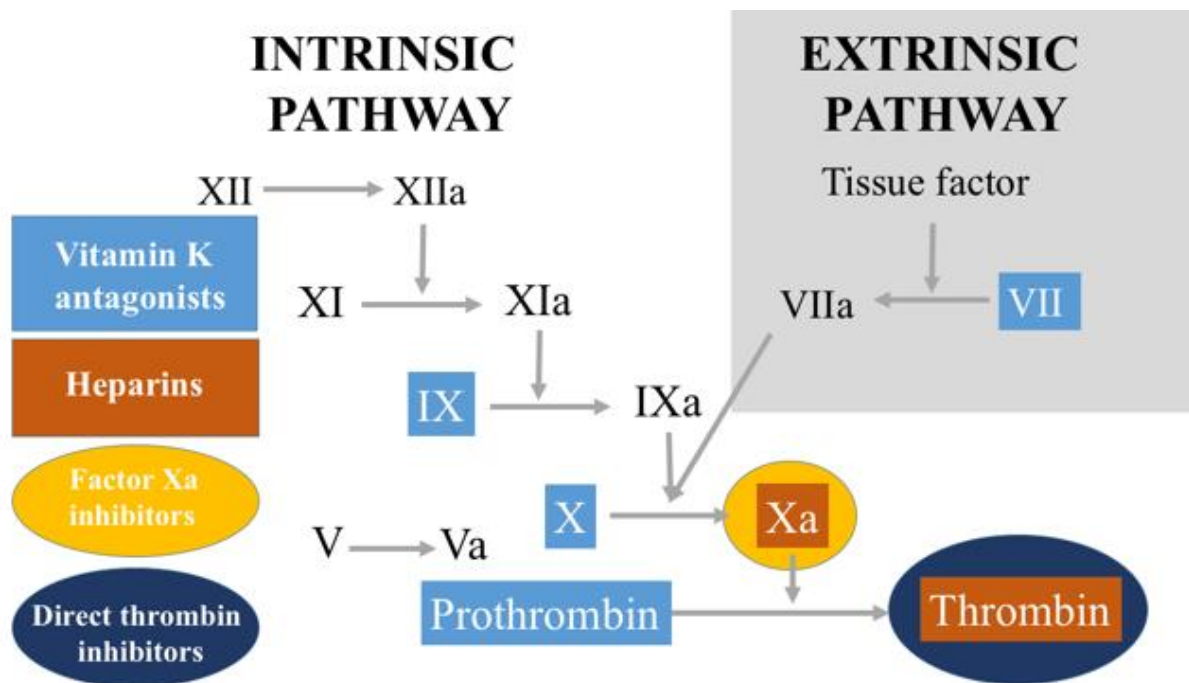 INTRINSIC
PATHWAY
EXTRINSIC
PATHWAY
XII
XIIa
Tissue factor
Vitamin K
antagonists
XI
XIa
VIIa
VII
Heparins
IX
IXa
Factor Xa
inhibitors
X
Xa
V
Va
Direct thrombin
inhibitors
Prothrombin
Thrombin